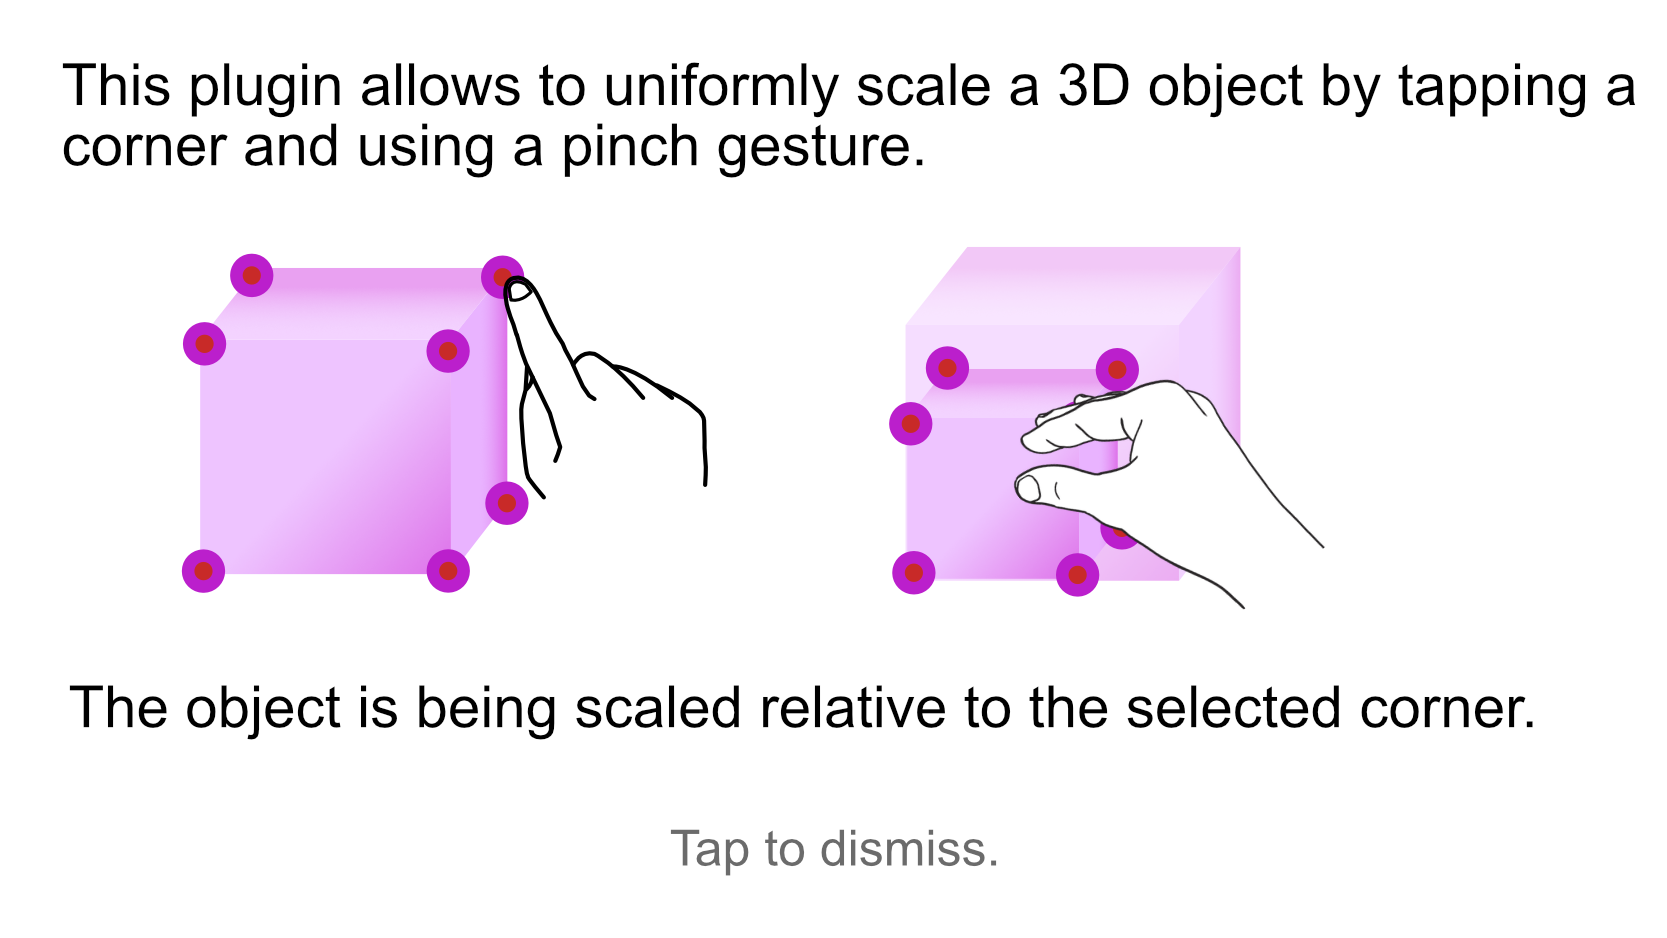 This plugin allows to uniformly scale a 3D object by tapping a
corner and using a pinch gesture.
The object is being scaled relative to the selected corner.
Tap to dismiss.